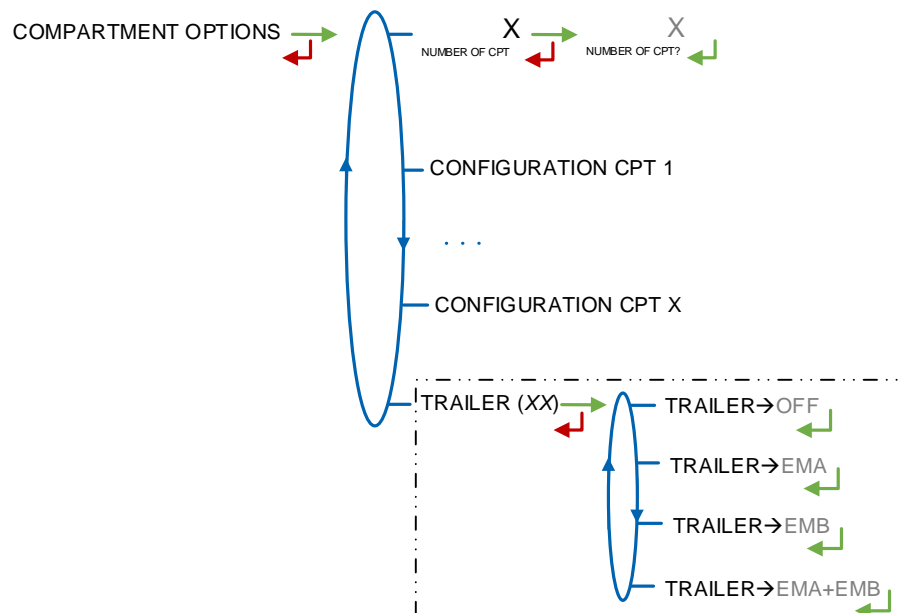 COMPARTMENT OPTIONS
X
NUMBER OF CPT
X
NUMBER OF CPT?
CONFIGURATION CPT 1
. . .
CONFIGURATION CPT X
TRAILER (XX)
TRAILER→OFF
TRAILER→EMA
TRAILER→EMB
TRAILER→EMA+EMB